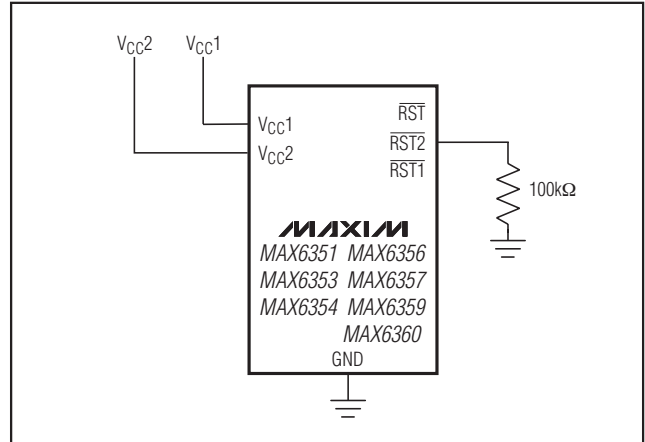 VCC2 VCC1
VCC1
VCC2
RST
RST2
RST1
100kΩ
MAXIM
MAX6351 MAX6356
MAX6353 MAX6357
MAX6354 MAX6359
MAX6360
GND